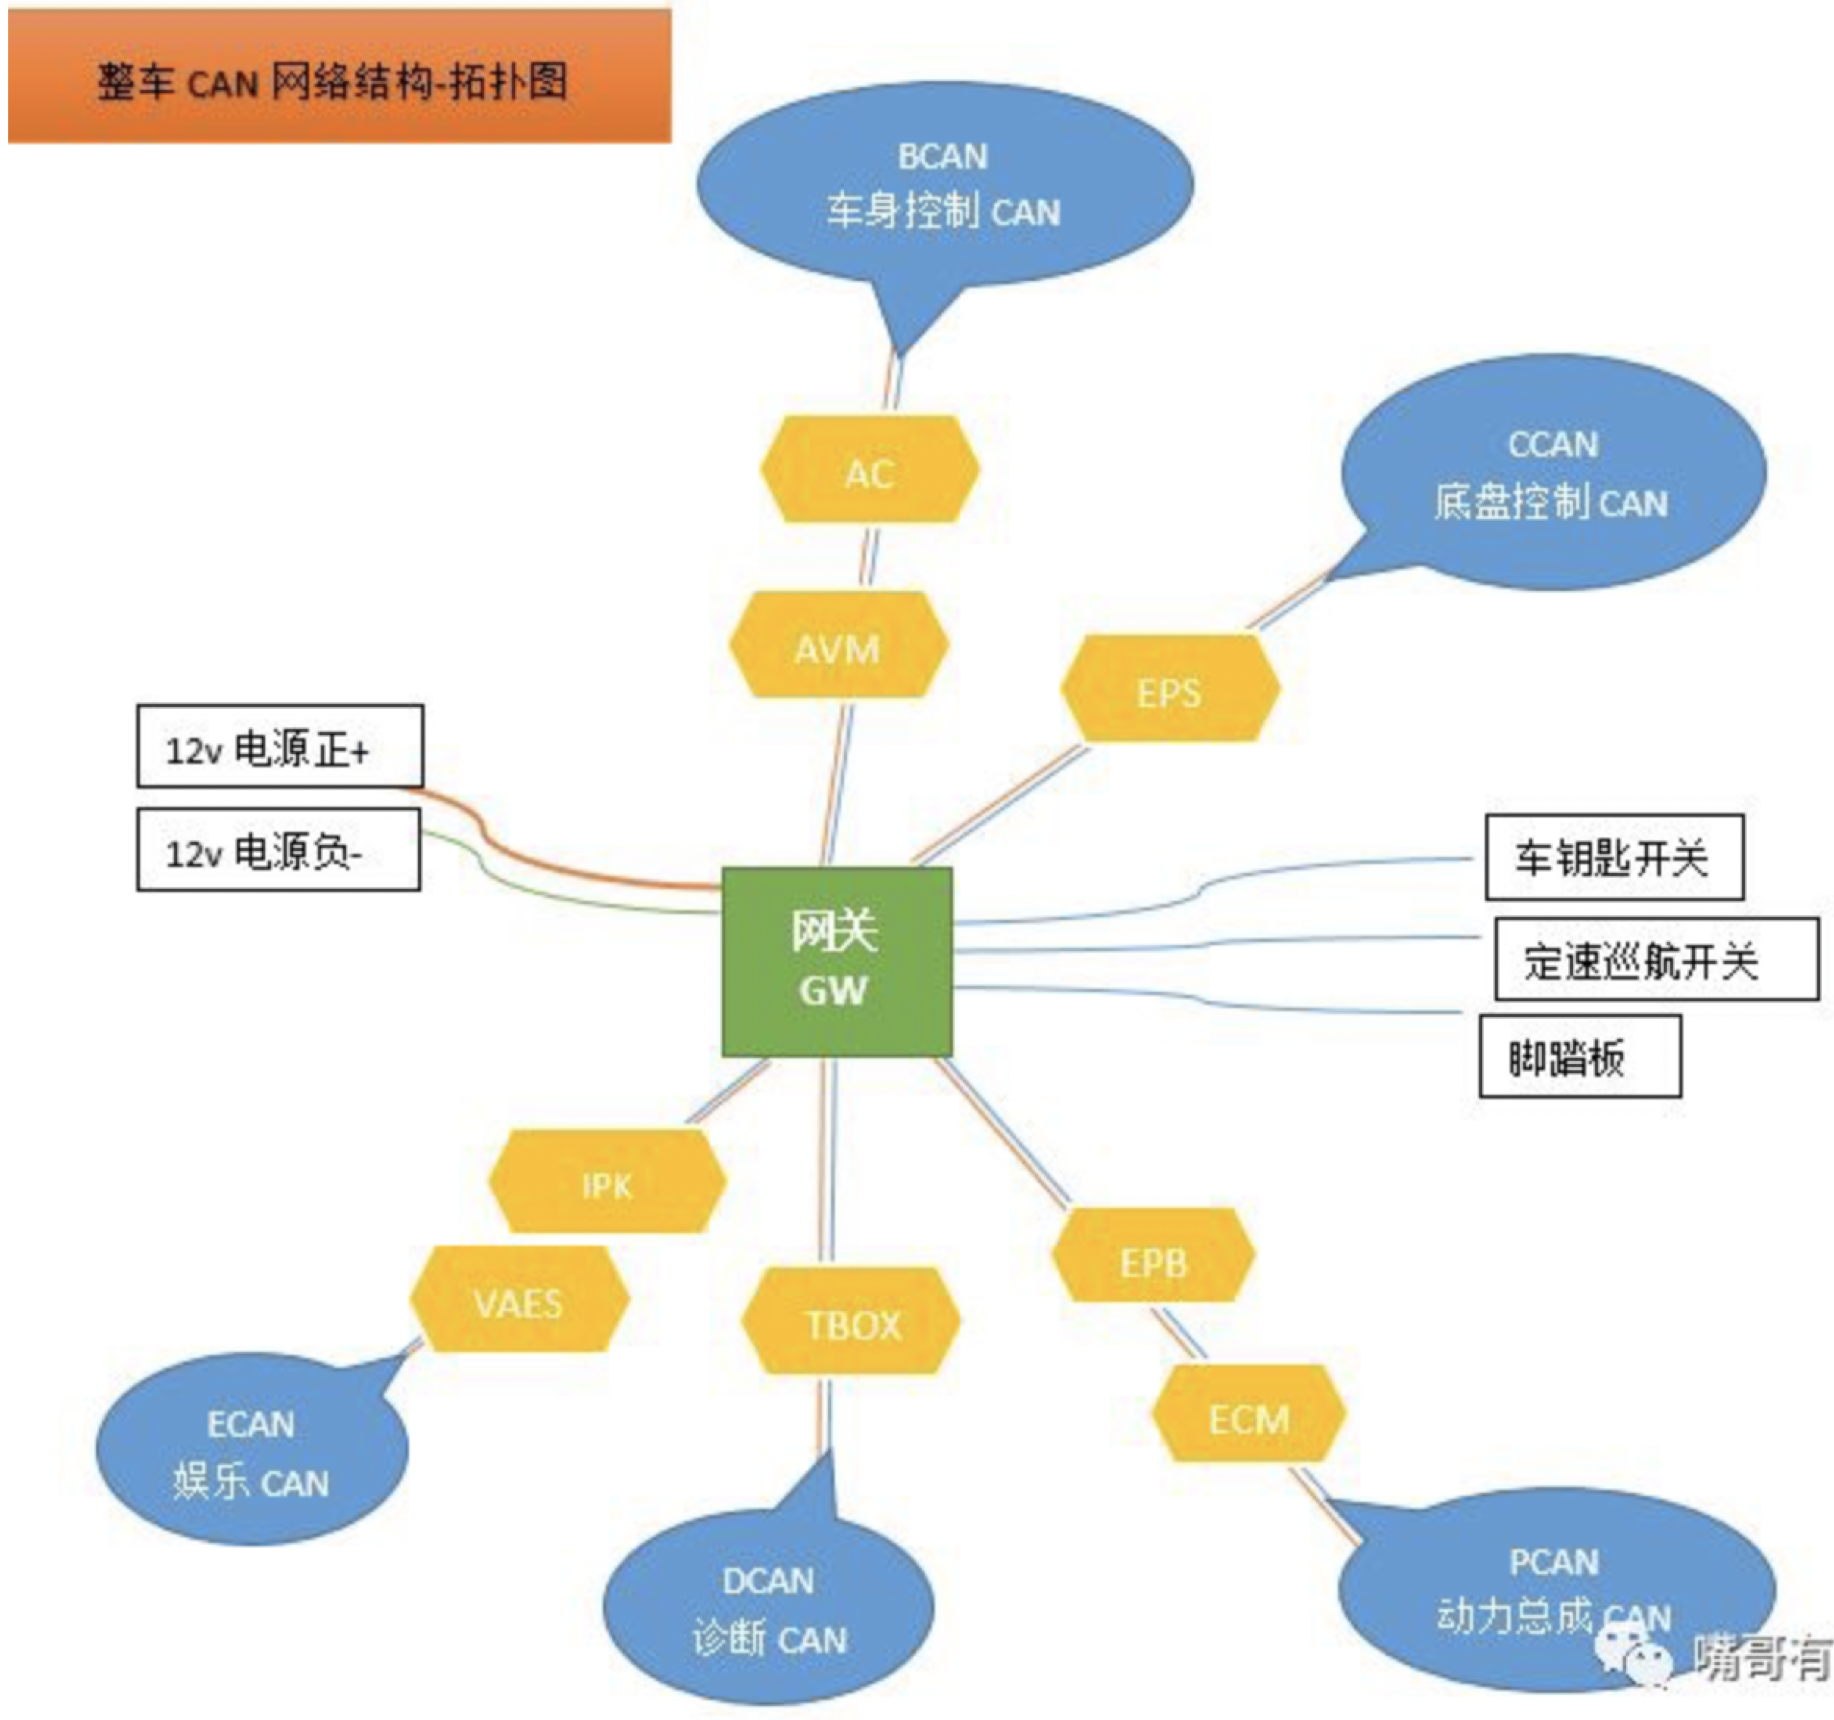 整车 CAN 网络结构-拓扑图
BCAN
车身控制 CAN
AC
CCAN
底盘控制 CAN
AVM
EPS
12v 电源正+
12v 电源负-
车钥匙开关
网关
GW
定速巡航开关
脚踏板
IPK
EPB
VAES
TBOX
ECM
ECAN
娱乐 CAN
DCAN
诊断 CAN
PCAN
动力总成 CAN
嘴哥有